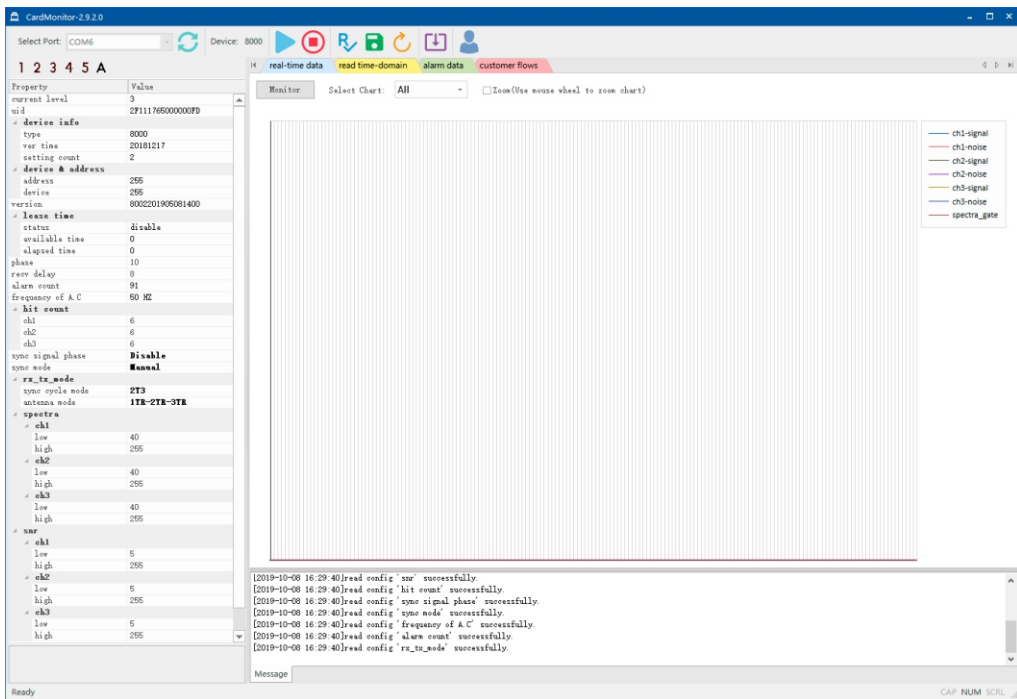 CardMonitor-2.9.2.0
Select Port: COM6 Device: 8000
1 2 3 4 5 A
real-time data read time-domain alarm data customer flows
Property Value
Monitor Select Chart: All Zoom(Use mouse wheel to zoom chart)
current level 3
uid 2F111765000000FD
device info
type 8000
ver time 20181217
setting count 2
device & address
address 255
device 255
version 8002201905081400
lease time
status disable
available time 0
elapsed time 0
phase 10
recv delay 8
alarm count 91
frequency of A.C 50 HZ
hit count
ch1 6
ch2 6
ch3 6
sync signal phase Disable
sync mode Manual
rx_tx_mode
sync cycle mode 2T3
antenna mode 1TR-2TR-3TR
spectra
ch1
low 40
high 255
ch2
low 40
high 255
ch3
low 40
high 255
snr
ch1
low 5
high 255
ch2
low 5
high 255
ch3
low 5
high 255
ch1-signal
ch1-noise
ch2-signal
ch2-noise
ch3-signal
ch3-noise
spectra_gate
[2019-10-08 16:29:40]read config 'snr' successfully.
[2019-10-08 16:29:40]read config 'hit count' successfully.
[2019-10-08 16:29:40]read config 'sync signal phase' successfully.
[2019-10-08 16:29:40]read config 'sync mode' successfully.
[2019-10-08 16:29:40]read config 'frequency of A.C' successfully.
[2019-10-08 16:29:40]read config 'alarm count' successfully.
[2019-10-08 16:29:40]read config 'rx_tx_mode' successfully.
Message
Ready CAP NUM SCRL